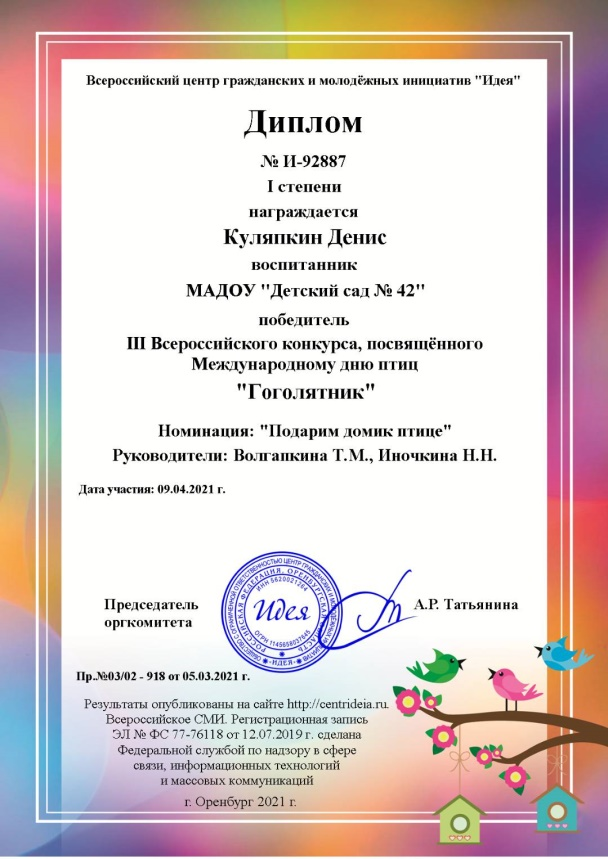 Всероссийский центр гражданских и молодёжных инициатив "Идея"
Диплом
№ И-92887
I степени
награждается
Куляпкин Денис
воспитанник
МАДОУ "Детский сад № 42"
победитель
III Всероссийского конкурса, посвящённого
Международному дню птиц
"Гоголятник"
Номинация: "Подарим домик птице"
Руководители: Волгапкина Т.М., Иночкина Н.Н.
Дата участия: 09.04.2021 г.
Председатель
оргкомитета
Идея
А.Р. Татьянина
Пр.№03/02 - 918 от 05.03.2021 г.
Результаты опубликованы на сайте http://centrideia.ru.
Всероссийское СМИ. Регистрационная запись
ЭЛ № ФС 77-76118 от 12.07.2019 г. сделана
Федеральной службой по надзору в сфере
связи, информационных технологий
и массовых коммуникаций
г. Оренбург 2021 г.